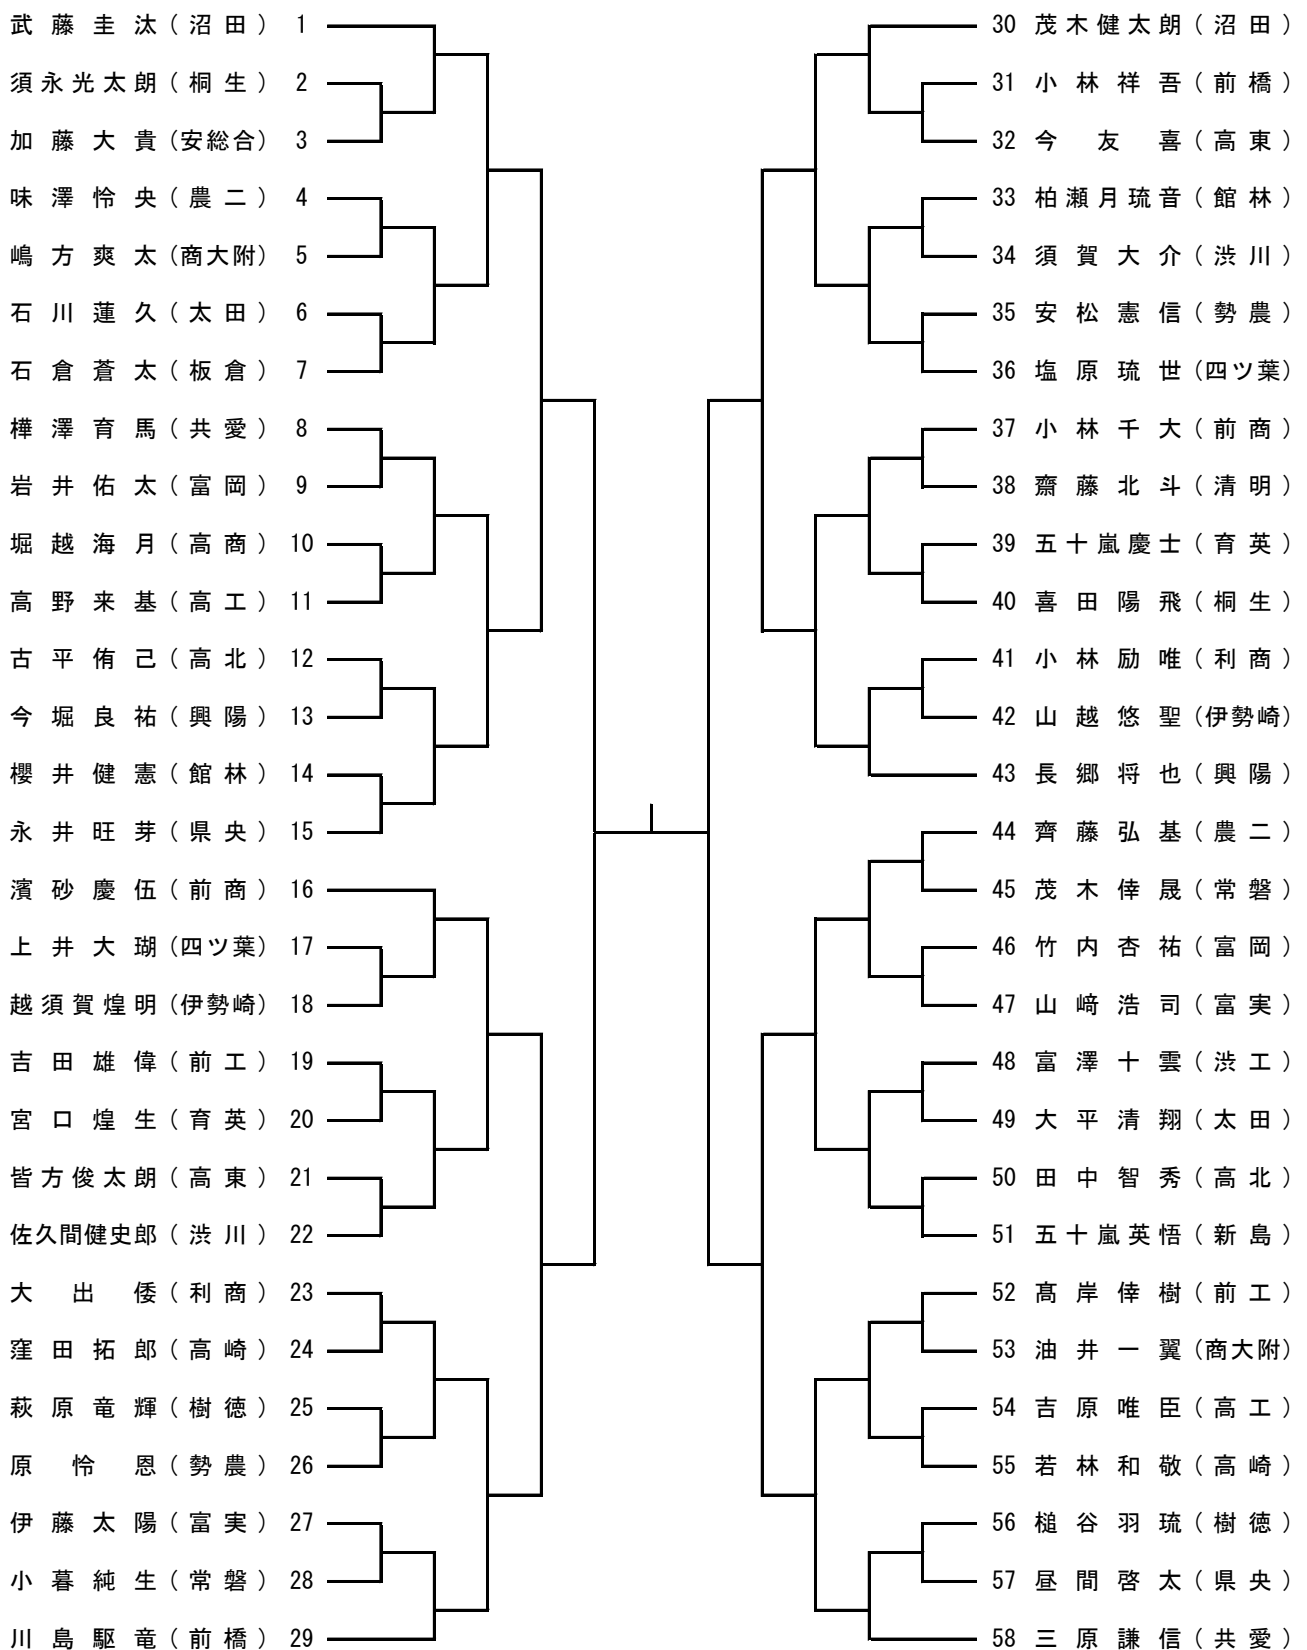 武藤圭汰(沼田) 1
須永光太朗(桐生) 2
加藤大貴(安総合) 3
味澤怜央(農二) 4
嶋方爽太(商大附) 5
石川蓮久(太田) 6
石倉蒼太(板倉) 7
樺澤育馬(共愛) 8
岩井佑太(富岡) 9
堀越海月(高商) 10
高野来基(高工) 11
古平侑己(高北) 12
今堀良祐(興陽) 13
櫻井健憲(館林) 14
永井旺芽(県央) 15
濱砂慶伍(前商) 16
上井大瑚(四ツ葉) 17
越須賀煌明(伊勢崎) 18
吉田雄偉(前工) 19
宮口煌生(育英) 20
皆方俊太朗(高東) 21
佐久間健史郎(渋川) 22
大出倭(利商) 23
窪田拓郎(高崎) 24
萩原竜輝(樹徳) 25
原怜恩(勢農) 26
伊藤太陽(富実) 27
小暮純生(常磐) 28
川島駆竜(前橋) 29
30 茂木健太朗(沼田)
31 小林祥吾(前橋)
32 今友喜(高東)
33 柏瀬月琉音(館林)
34 須賀大介(渋川)
35 安松憲信(勢農)
36 塩原琉世(四ツ葉)
37 小林千大(前商)
38 齋藤北斗(清明)
39 五十嵐慶士(育英)
40 喜田陽飛(桐生)
41 小林励唯(利商)
42 山越悠聖(伊勢崎)
43 長郷将也(興陽)
44 齊藤弘基(農二)
45 茂木倖晟(常磐)
46 竹内杏祐(富岡)
47 山﨑浩司(富実)
48 富澤十雲(渋工)
49 大平清翔(太田)
50 田中智秀(高北)
51 五十嵐英悟(新島)
52 髙岸倖樹(前工)
53 油井一翼(商大附)
54 吉原唯臣(高工)
55 若林和敬(高崎)
56 槌谷羽琉(樹徳)
57 昼間啓太(県央)
58 三原謙信(共愛)